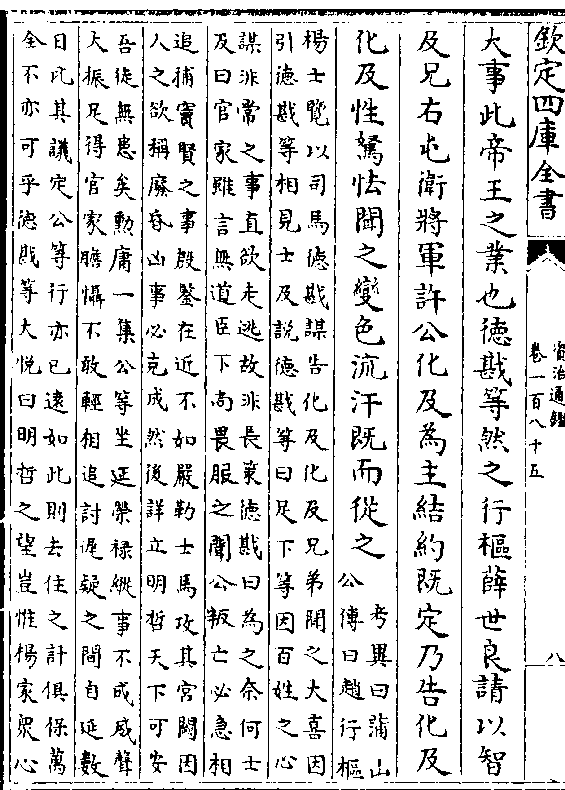 欽定四庫全書
資治通鑑
卷一百八十五
八
大事此帝王之業也德戡等然之行樞薛世良請以智
及兄右屯衛將軍許公化及為主結約既定乃告化及
化及性駑怯聞之變色流汗既而從之
考異曰蒲山
公傳曰趙行樞
楊士覽以司馬德戡謀告化及化及兄弟聞之大喜因
引德戡等相見士及説德戡等曰足下等因百姓之心
謀非常之事直欲走逃故非長策德戡曰為之奈何士
及曰官家雖言無道臣下尚畏服之聞公叛亡必急相
追捕竇賢之事殷鑒在近不如嚴勒士馬攻其宫闕因
人之欲稱廢昏凶事必克成然後詳立明哲天下可安
吾徒無患矣勲庸一集公等坐延榮禄縱事不成威聲
大振足得官家膽懾不敢輕相追討遲疑之間自延數
日此其議定公等行亦已遠如此則去住之計俱保萬
全不亦可乎德戡等大悦曰明哲之望豈惟楊家衆心